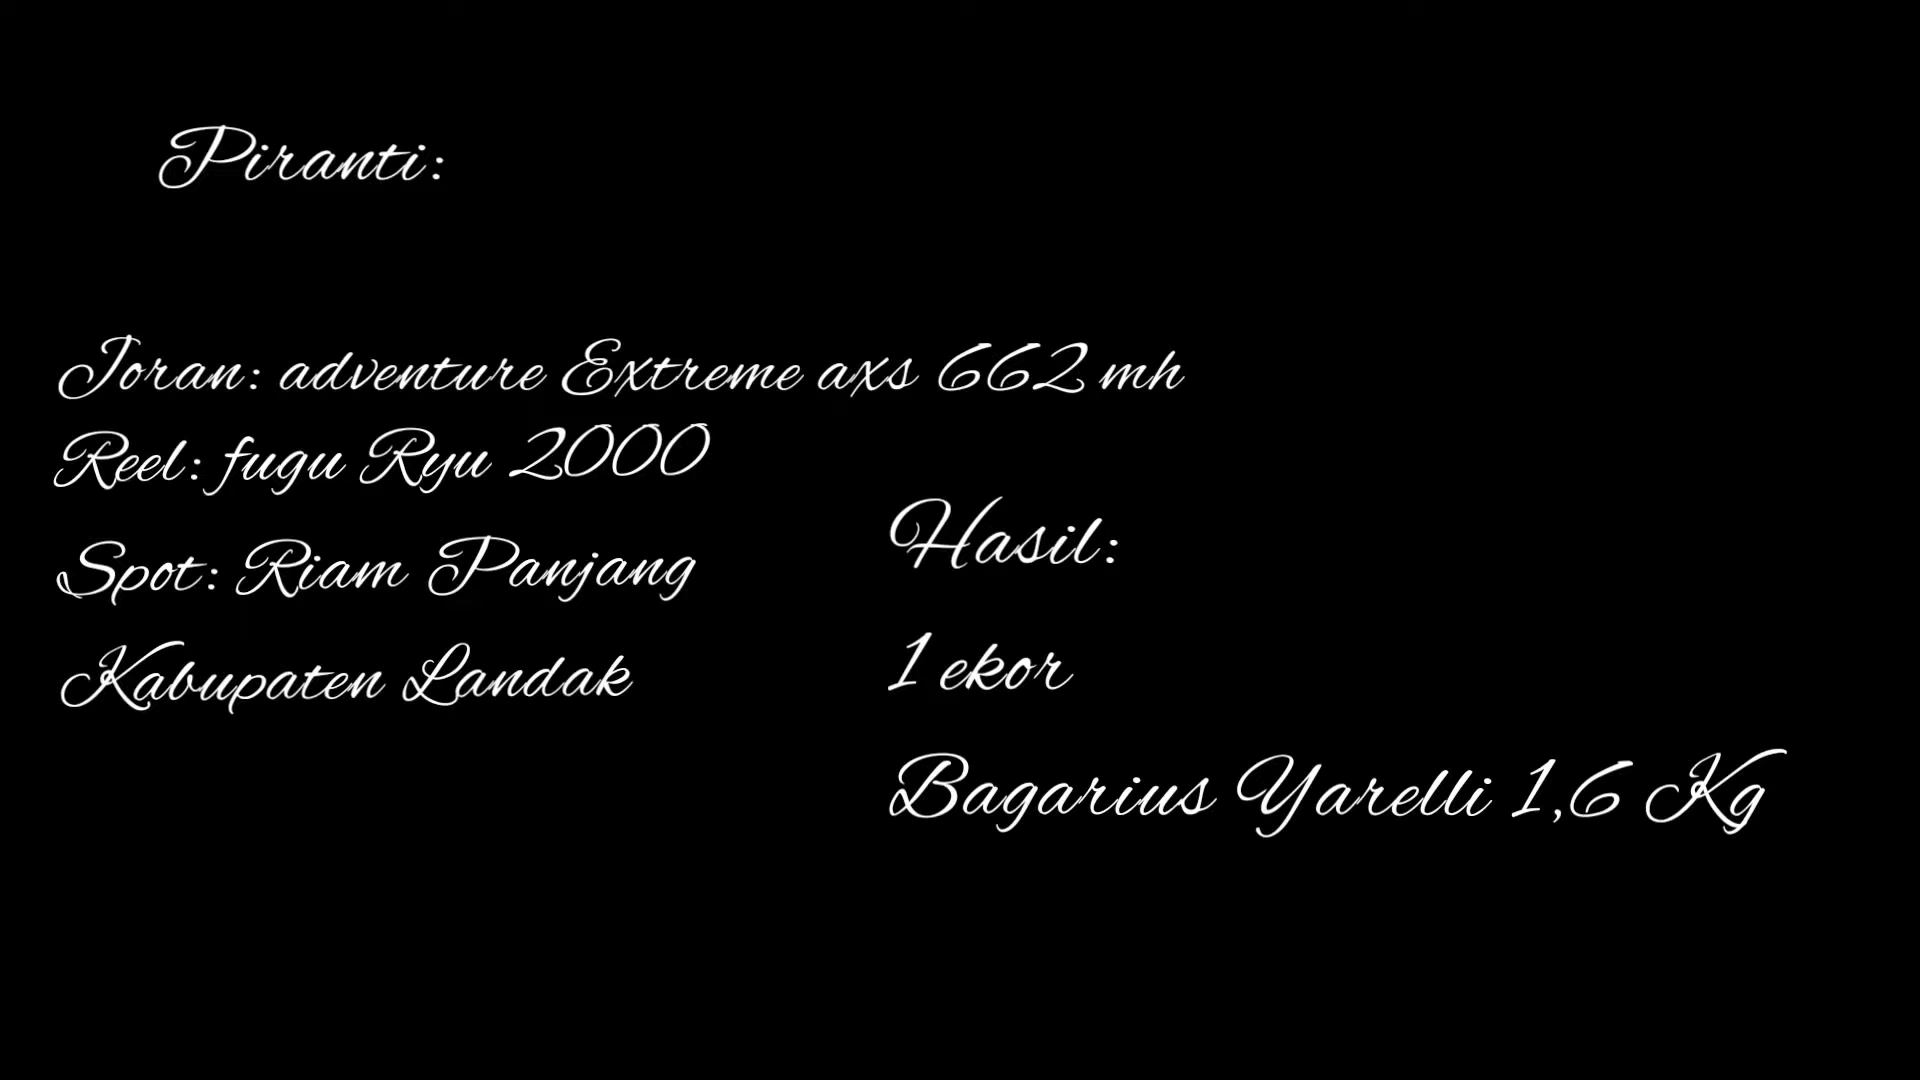 Piranti:
Joran: adventure Extreme axs 662 mh
Reel: fugu Ryu 2000
Spot: Riam Panjang
Kabupaten Landak
Hasil:
1 ekor
Bagarius Yarelli 1,6 Kg